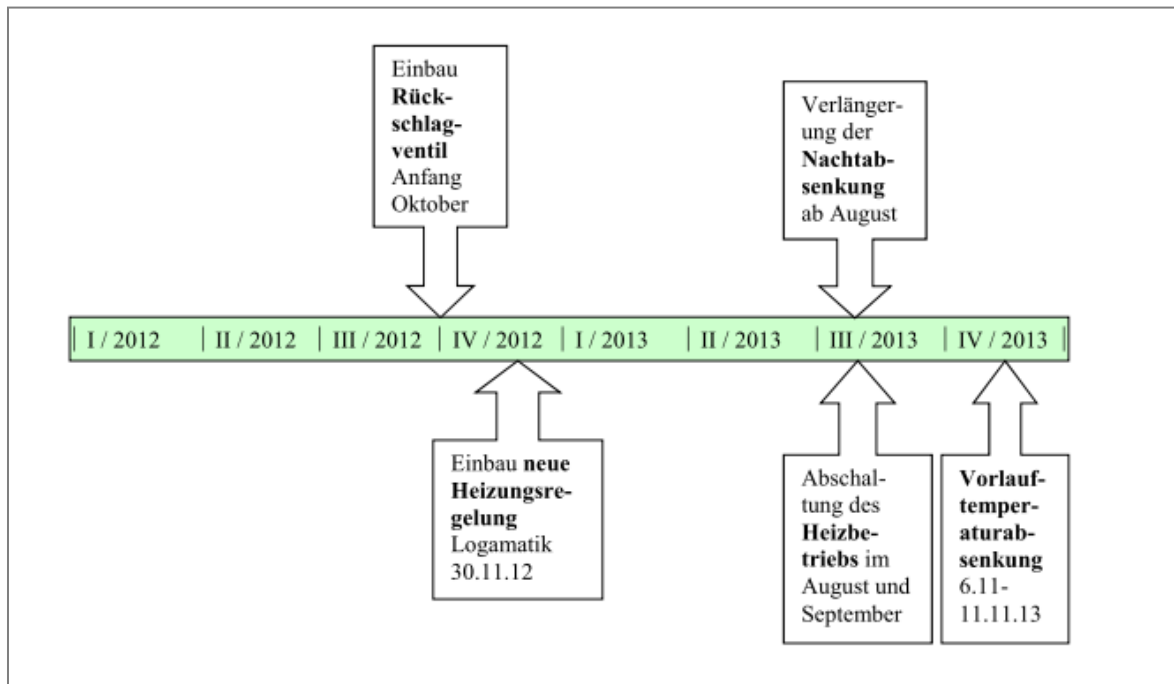 Einbau
Rück-
schlag-
ventil
Anfang
Oktober
Verlänger-
ung der
Nachtab-
senkung
ab August
| I / 2012 | II / 2012 | III / 2012 | IV / 2012 | I / 2013 | II / 2013 | III / 2013 | IV / 2013 |
Einbau neue
Heizungsre-
gelung
Logamatik
30.11.12
Abschal-
tung des
Heizbe-
triebs im
August und
September
Vorlauf-
temper-
aturab-
senkung
6.11-
11.11.13